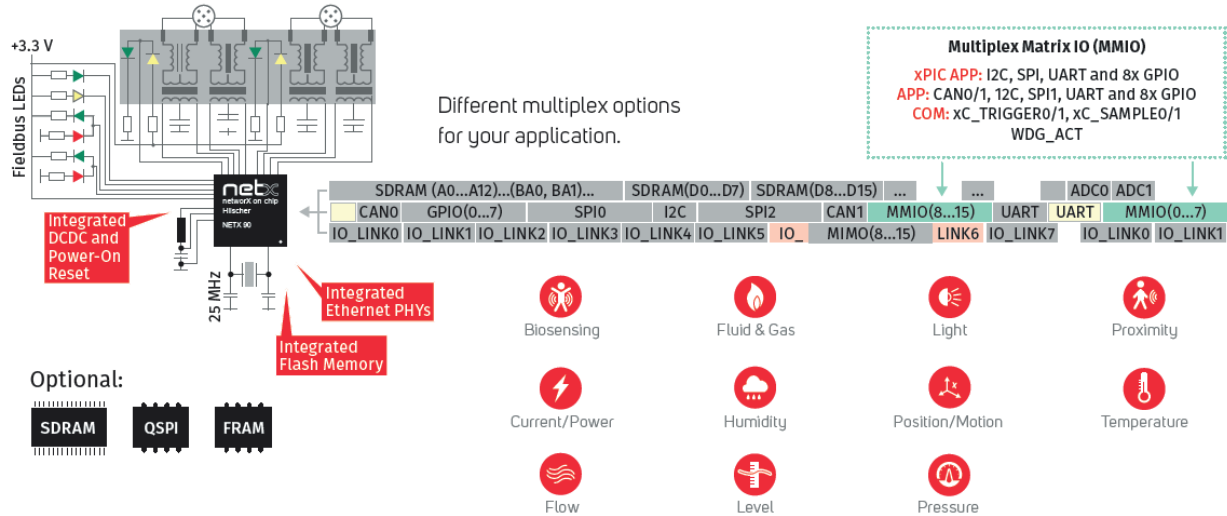 +3.3 V
Fieldbus LEDs
netX
networX on chip
Hilscher
NETX 90
Integrated
DCDC and
Power-On
Reset
25 MHz
Integrated
Ethernet PHYs
Integrated
Flash Memory
Different multiplex options
for your application.
Multiplex Matrix IO (MMIO)
xPIC APP: I2C, SPI, UART and 8x GPIO
APP: CAN0/1, 12C, SPI1, UART and 8x GPIO
COM: xC_TRIGGER0/1, xC_SAMPLE0/1
WDG_ACT
SDRAM (A0...A12)...(BA0, BA1)... SDRAM(D0...D7) SDRAM(D8...D15) ... ... ADC0 ADC1
CAN0 GPIO(0...7) SPI0 I2C SPI2 CAN1 MMIO(8...15) UART UART MMIO(0...7)
IO_LINK0 IO_LINK1 IO_LINK2 IO_LINK3 IO_LINK4 IO_LINK5 IO_ MIMO(8...15) LINK6 IO_LINK7 IO_LINK0 IO_LINK1
Biosensing Fluid & Gas Light Proximity
Current/Power Humidity Position/Motion Temperature
Flow Level Pressure
Optional:
SDRAM QSPI FRAM
x